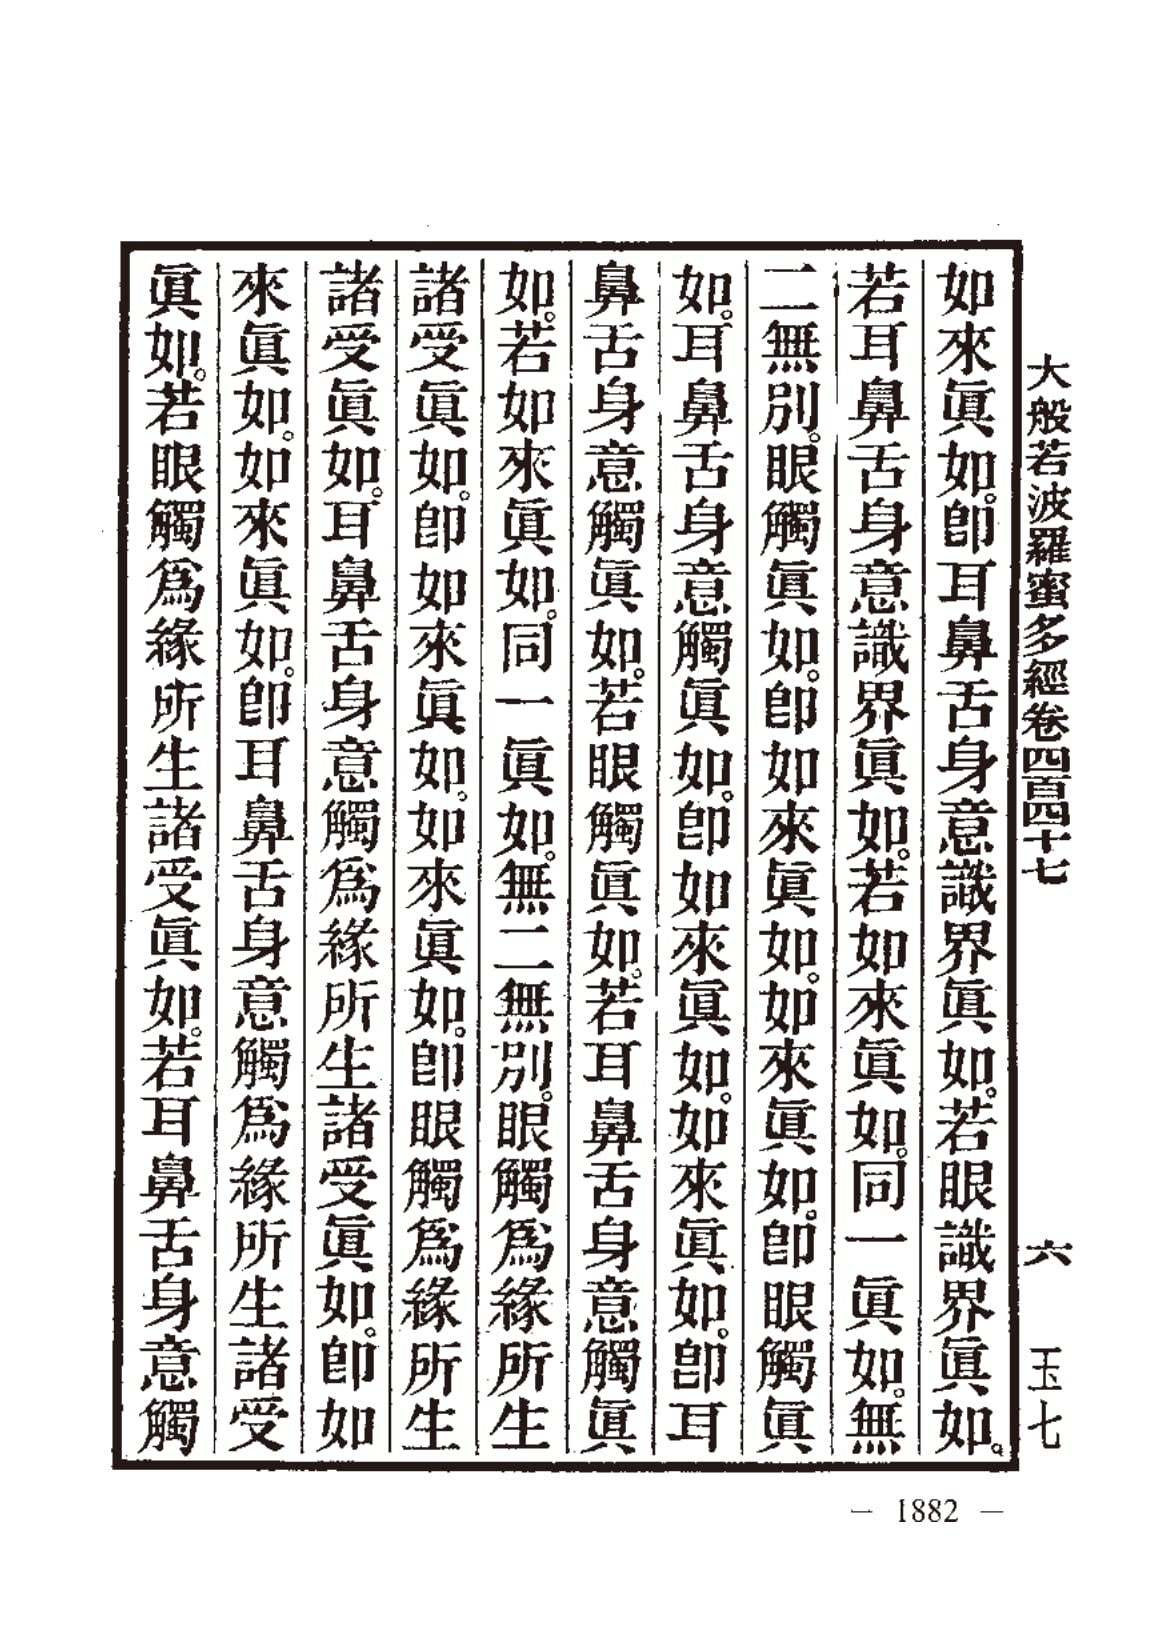 大般若波羅蜜多經卷四百四十七 六 玉七
如來眞如。卽耳鼻舌身意識界眞如。若眼識界眞如。
若耳鼻舌身意識界眞如。若如來眞如。同一眞如。無
二無別。眼觸眞如。卽如來眞如。如來眞如。卽眼觸眞
如。耳鼻舌身意觸眞如。卽如來眞如。如來眞如。卽耳
鼻舌身意觸眞如。若眼觸眞如。若耳鼻舌身意觸眞
如。若如來眞如。同一眞如。無二無別。眼觸爲緣所生
諸受眞如。卽如來眞如。如來眞如。卽眼觸爲緣所生
諸受眞如。耳鼻舌身意觸爲緣所生諸受眞如。卽如
來眞如。如來眞如。卽耳鼻舌身意觸爲緣所生諸受
眞如。若眼觸爲緣所生諸受眞如。若耳鼻舌身意觸
— 1882 —